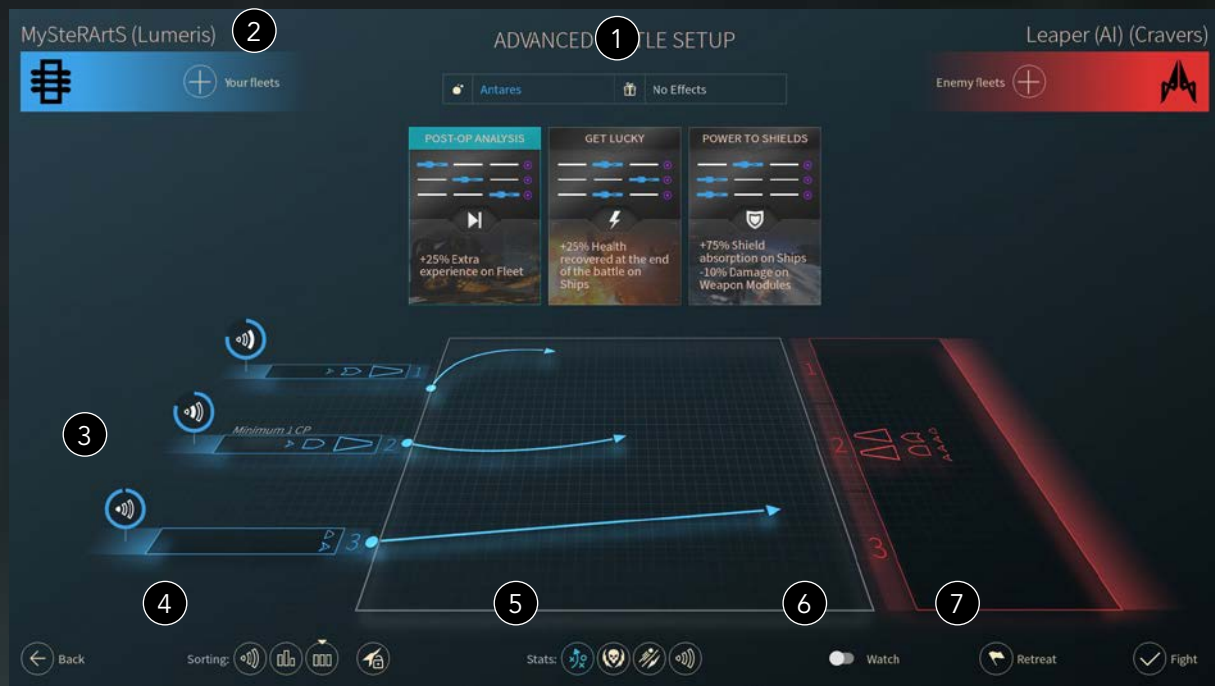 MySteRArtS (Lumeris)
2
ADVANCED
1
TLE SETUP
Leaper (AI) (Cravers)
Your fleets
Antares
No Effects
Enemy fleets
POST-OP ANALYSIS
GET LUCKY
POWER TO SHIELDS
+25% Extra
experience on Fleet
+25% Health
recovered at the end
of the battle on
Ships
+75% Shield
absorption on Ships
-10% Damage on
Weapon Modules
1
1
3
Minimum 1 CP
2
2
3
3
4
5
6
7
Back
Sorting:
Stats:
Watch
Retreat
Fight